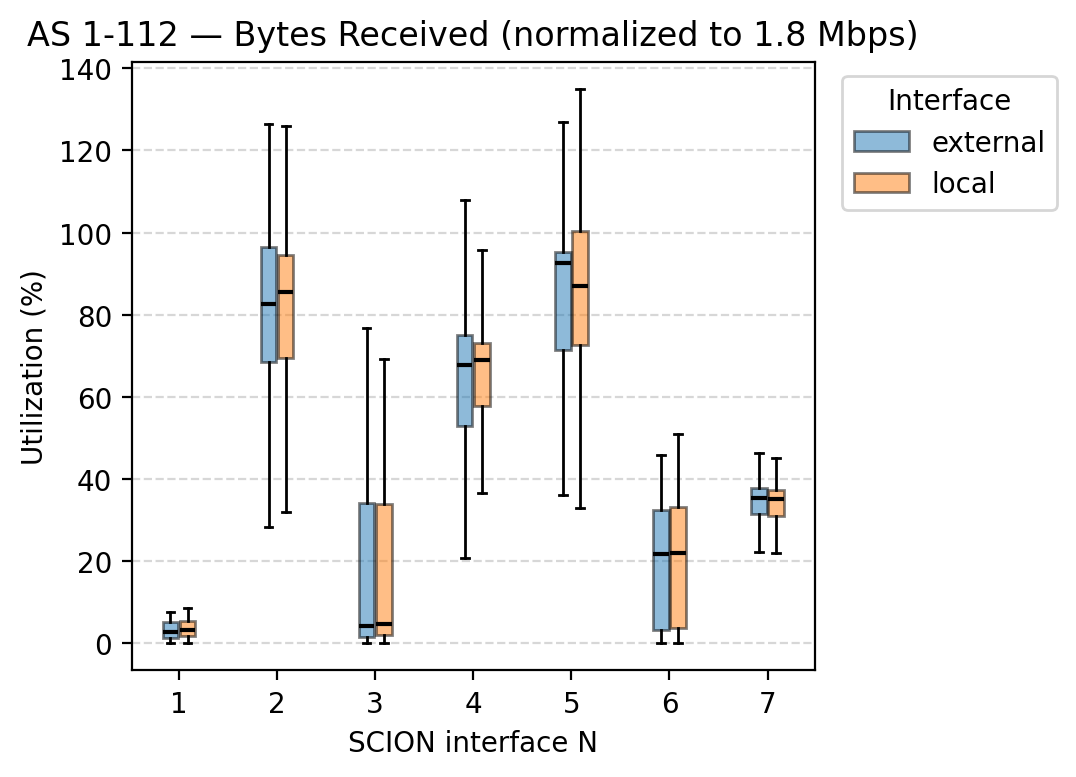 AS 1-112 — Bytes Received (normalized to 1.8 Mbps)
Utilization (%)
140
120
100
80
60
40
20
0
1 2 3 4 5 6 7
SCION interface N
Interface
external
local